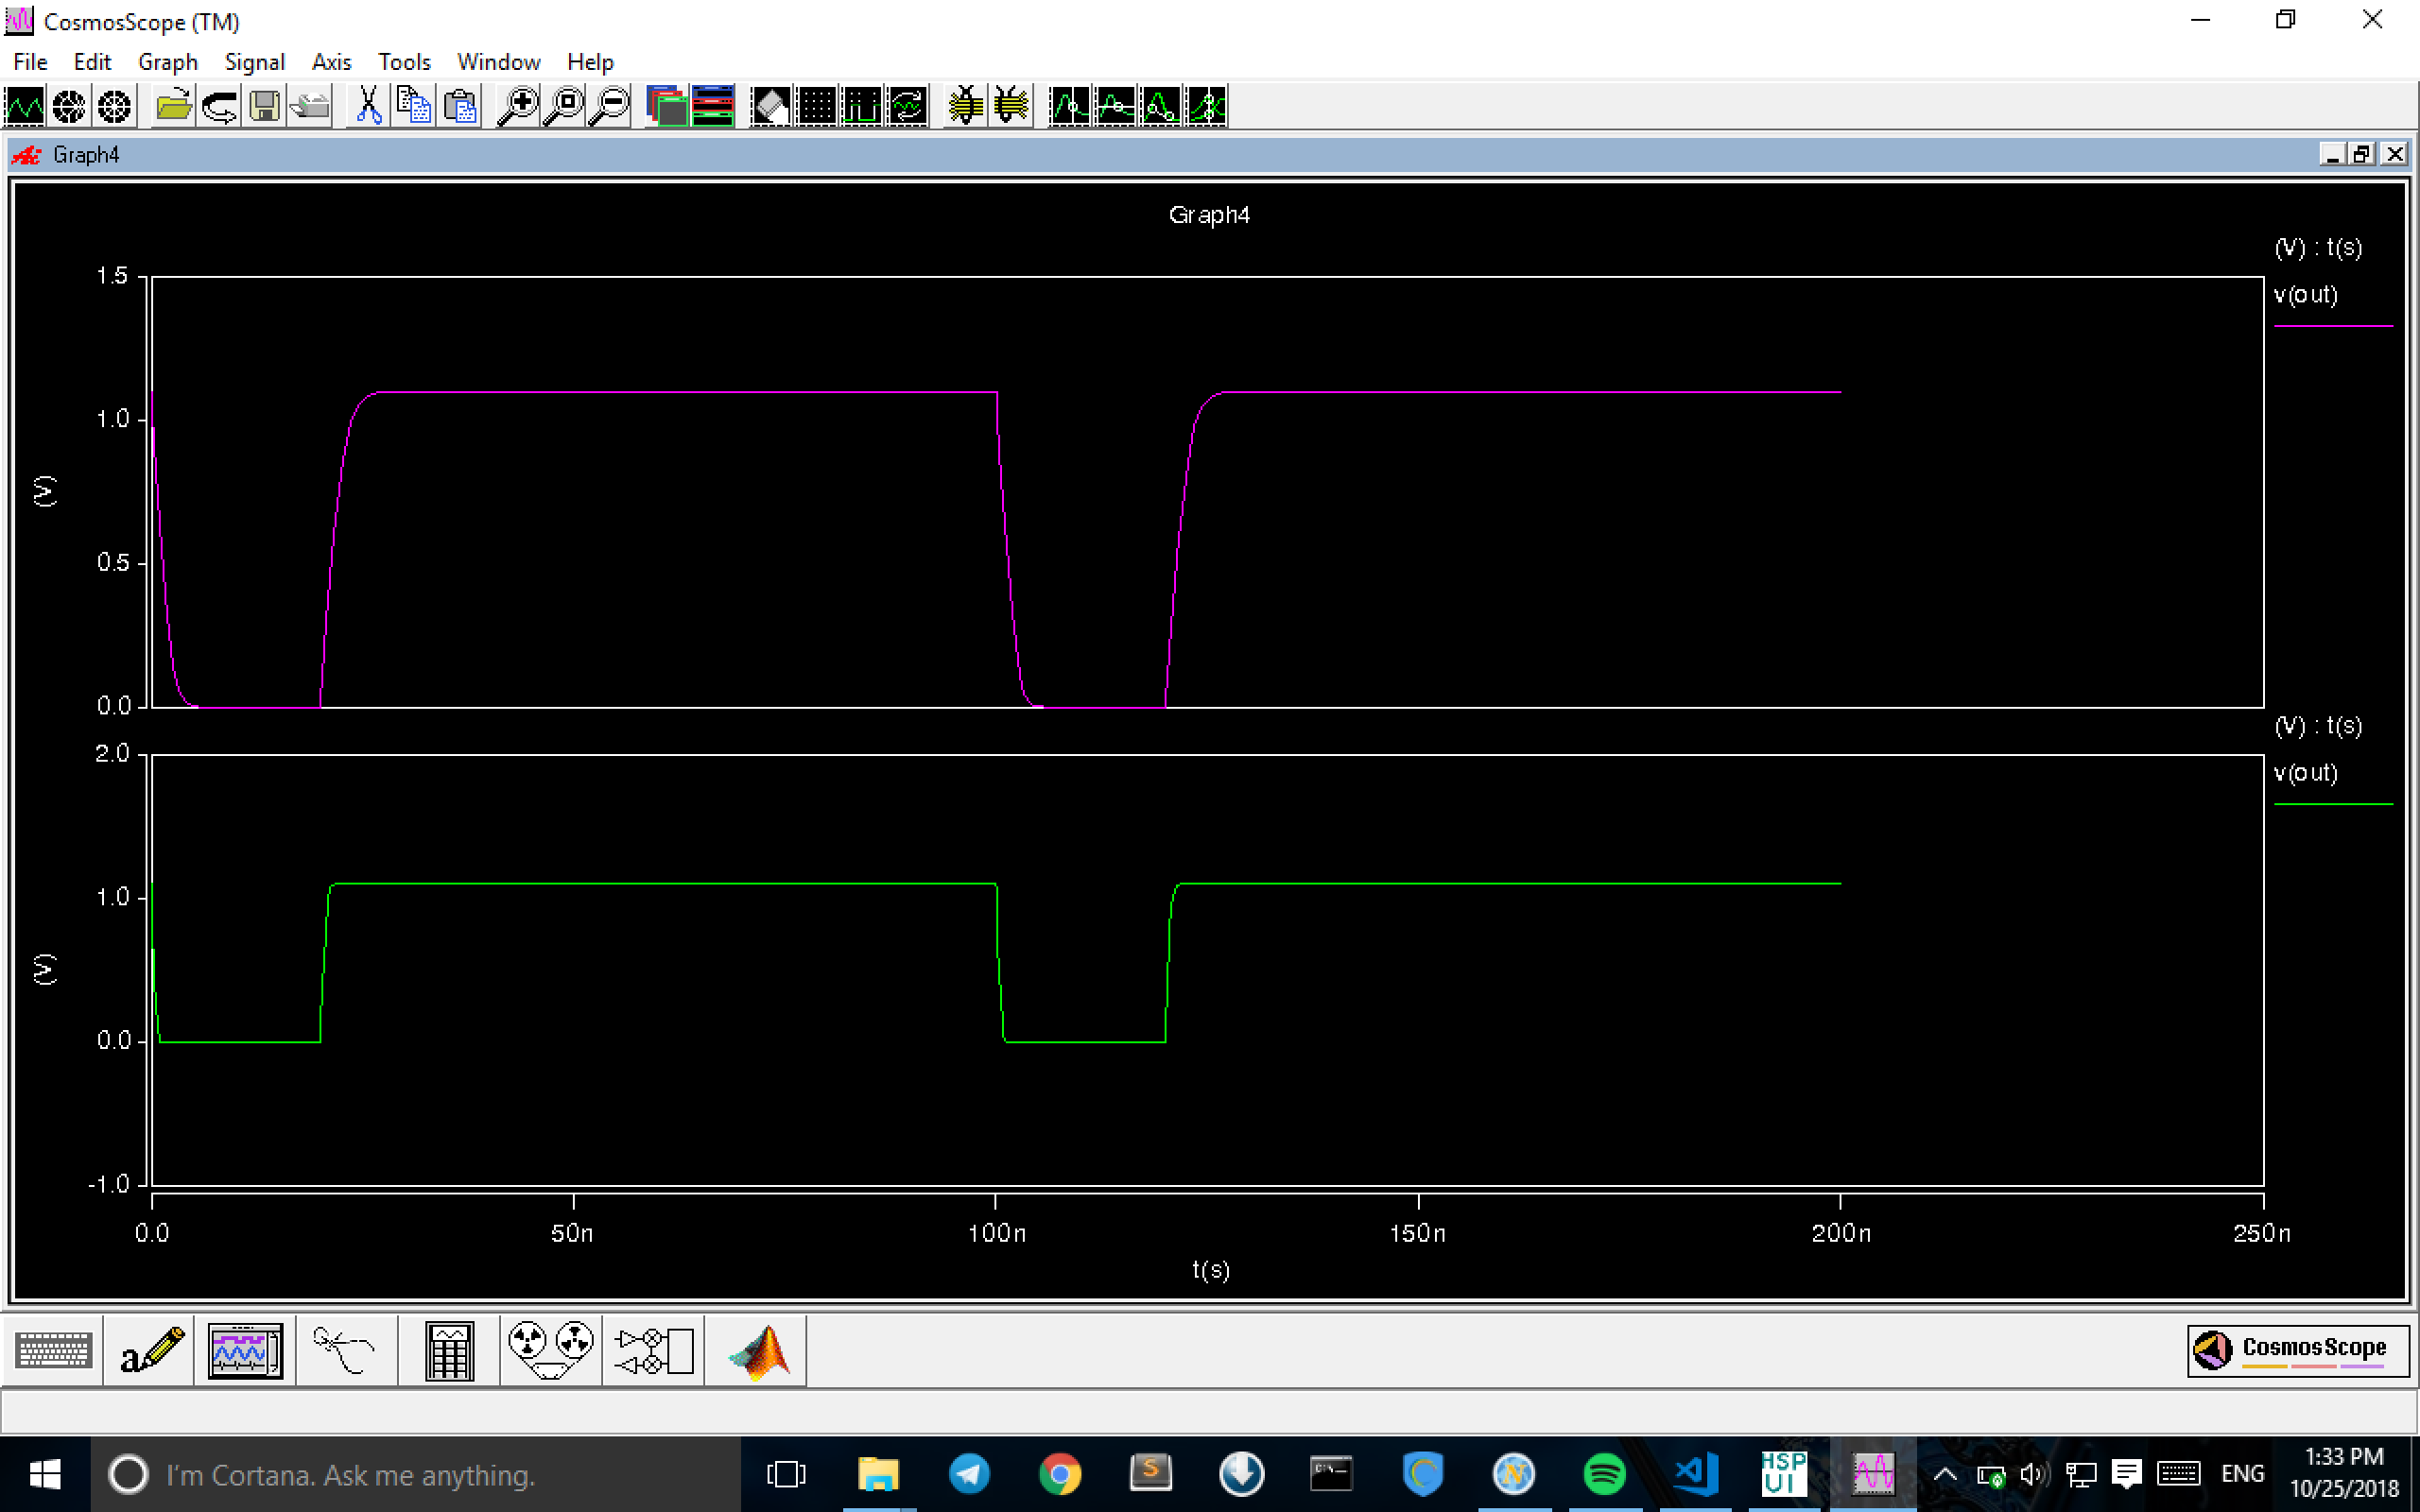 CosmosScope (TM)
File Edit Graph Signal Axis Tools Window Help
Graph4
Graph4
(V) : t(s)
v(out)
1.5
1.0
0.5
0.0
(V)
(V) : t(s)
v(out)
2.0
1.0
0.0
-1.0
(V)
0.0 50n 100n 150n 200n 250n
t(s)
a
CosmosScope
I'm Cortana. Ask me anything.
S
N
HSP
UI
ENG
1:33 PM
10/25/2018